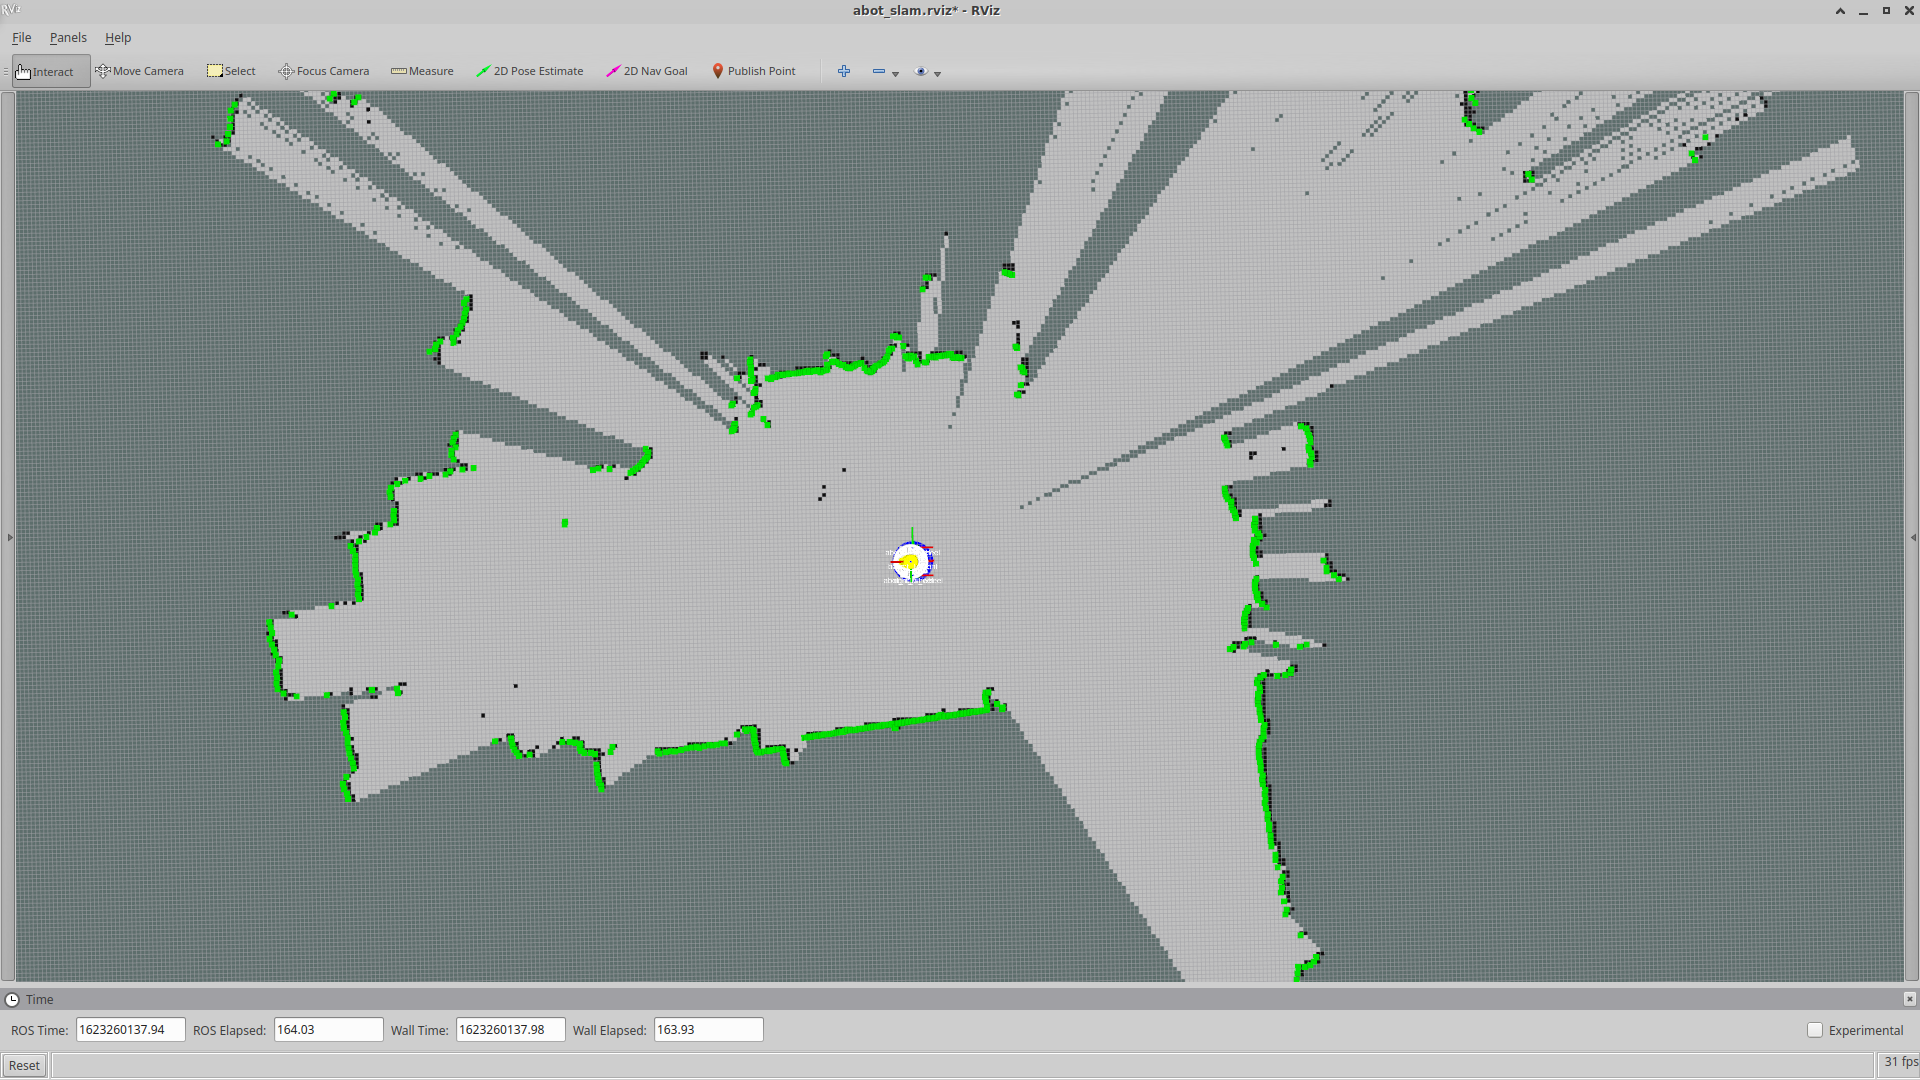 RViz
abot_slam.rviz* - RViz
File Panels Help
Interact Move Camera Select Focus Camera Measure 2D Pose Estimate 2D Nav Goal Publish Point
Time
ROS Time: 1623260137.94 ROS Elapsed: 164.03 Wall Time: 1623260137.98 Wall Elapsed: 163.93 Experimental
Reset 31 fps